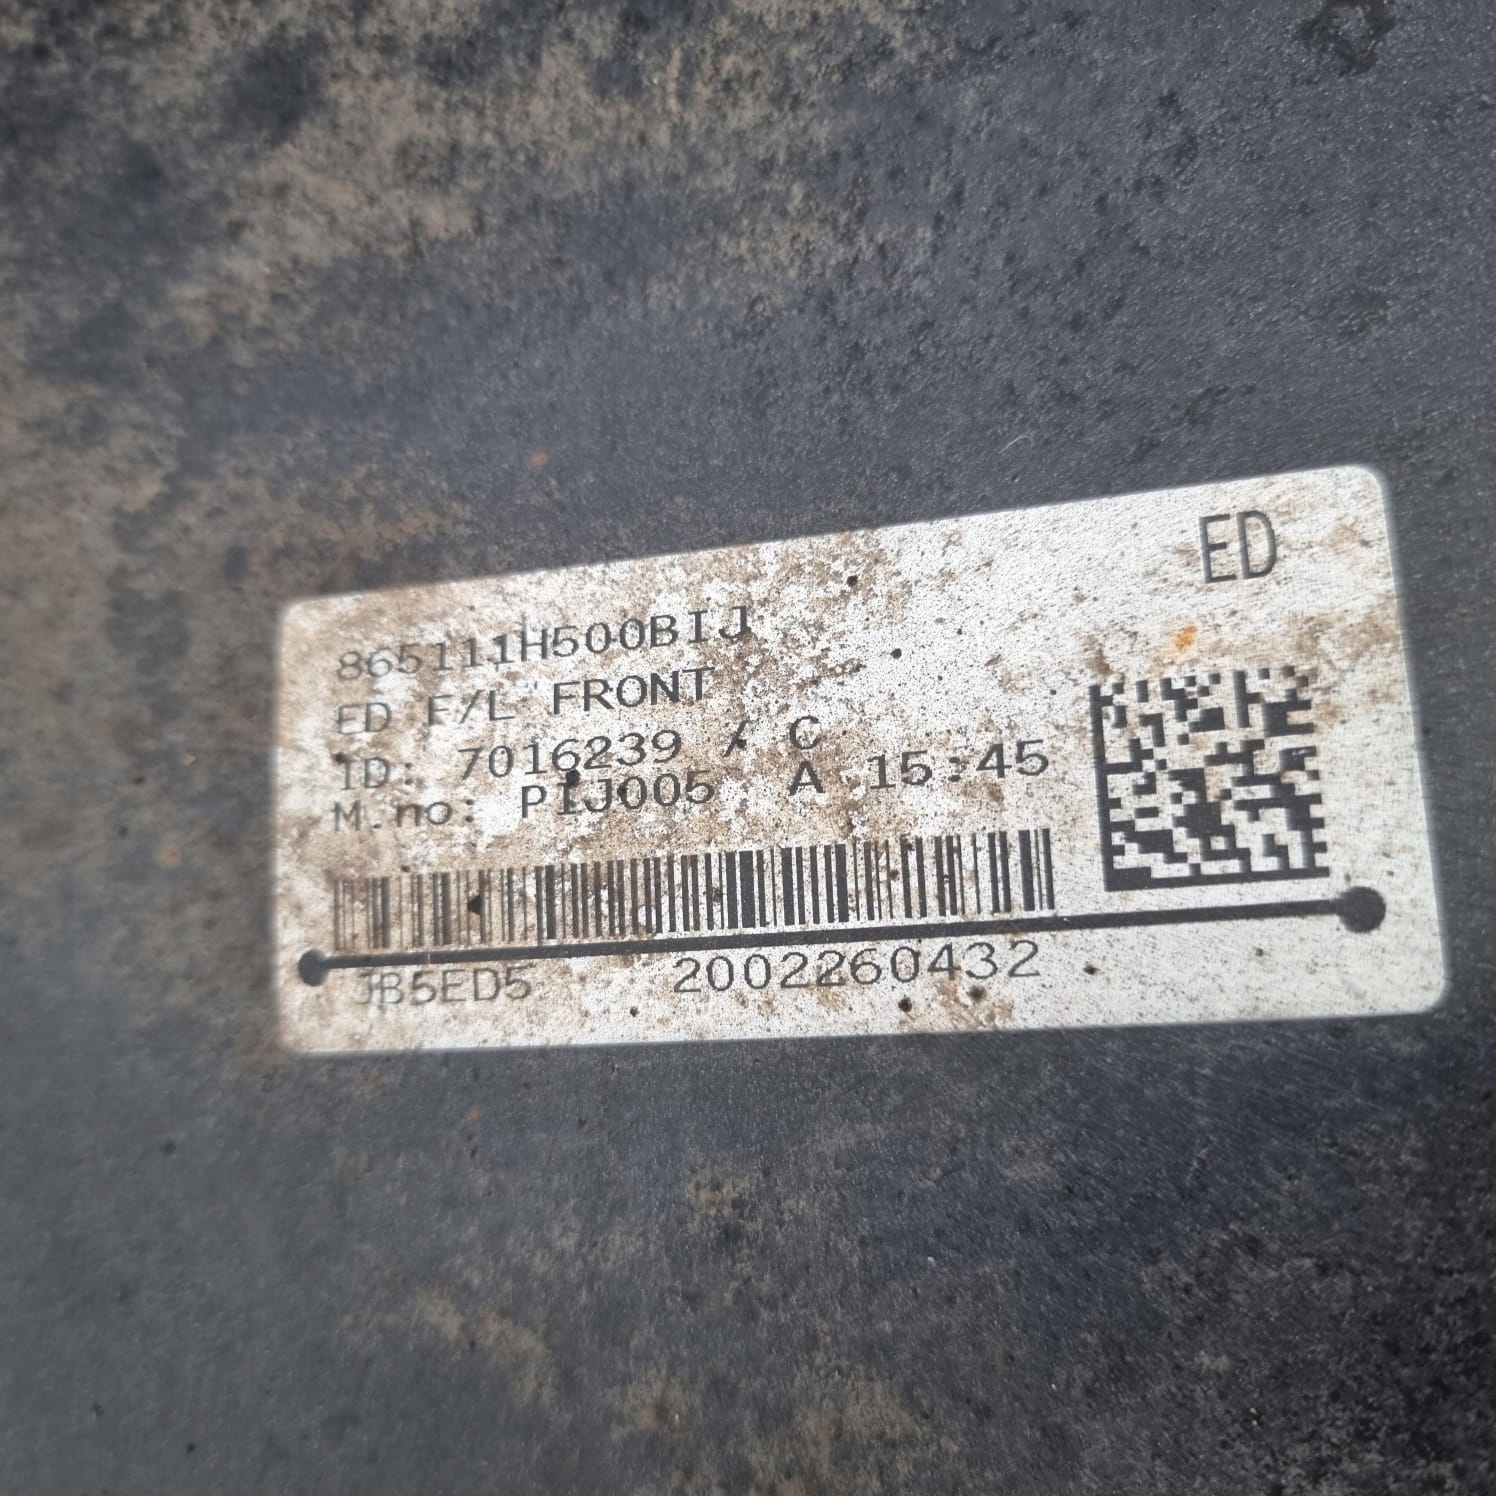 ED
865111H500BIJ
ED F/L FRONT
ID: 7016239 / C
M.no: PIJ005 A 15:45
JB5ED5 2002260432